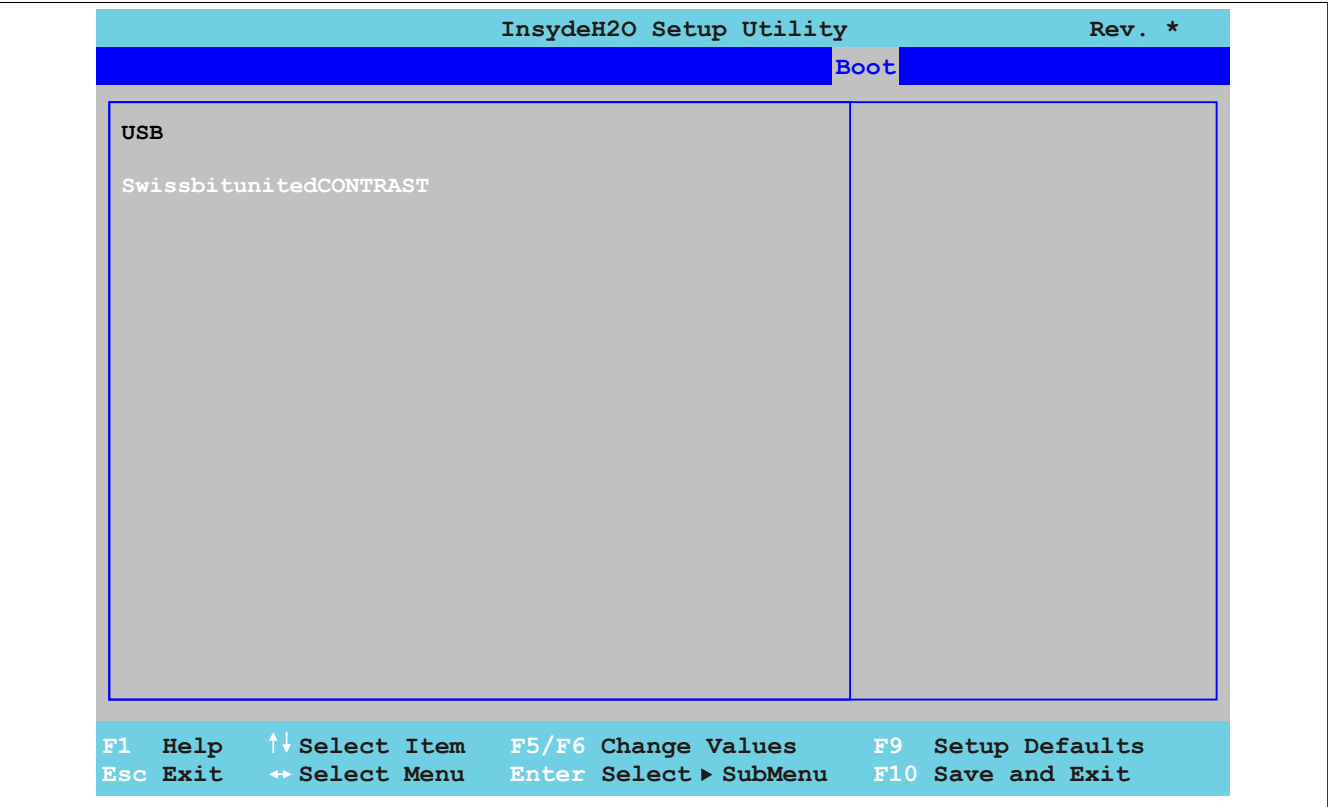 InsydeH2O Setup Utility Rev. *
Boot
USB
SwissbitunitedCONTRAST
F1 Help ↑↓ Select Item F5/F6 Change Values F9 Setup Defaults
Esc Exit ↔ Select Menu Enter Select ▶ SubMenu F10 Save and Exit